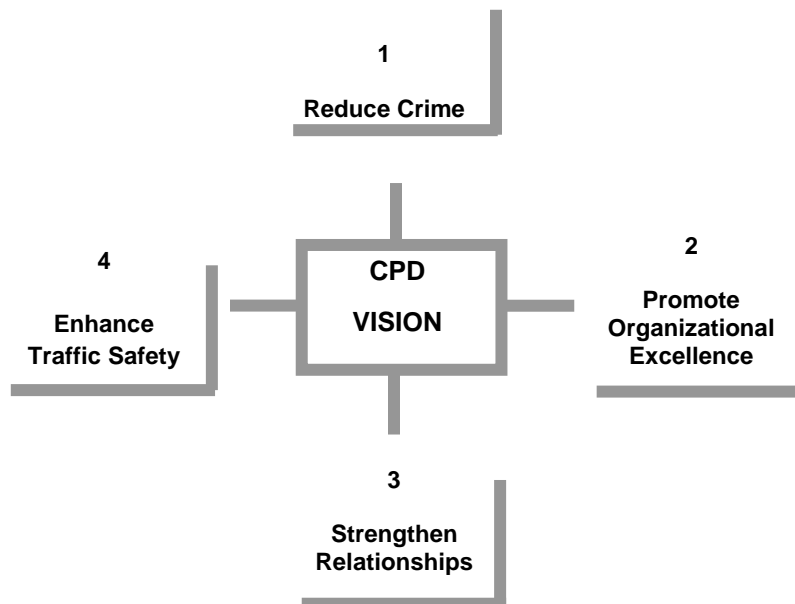 1
Reduce Crime
4
Enhance
Traffic Safety
CPD
VISION
2
Promote
Organizational
Excellence
3
Strengthen
Relationships